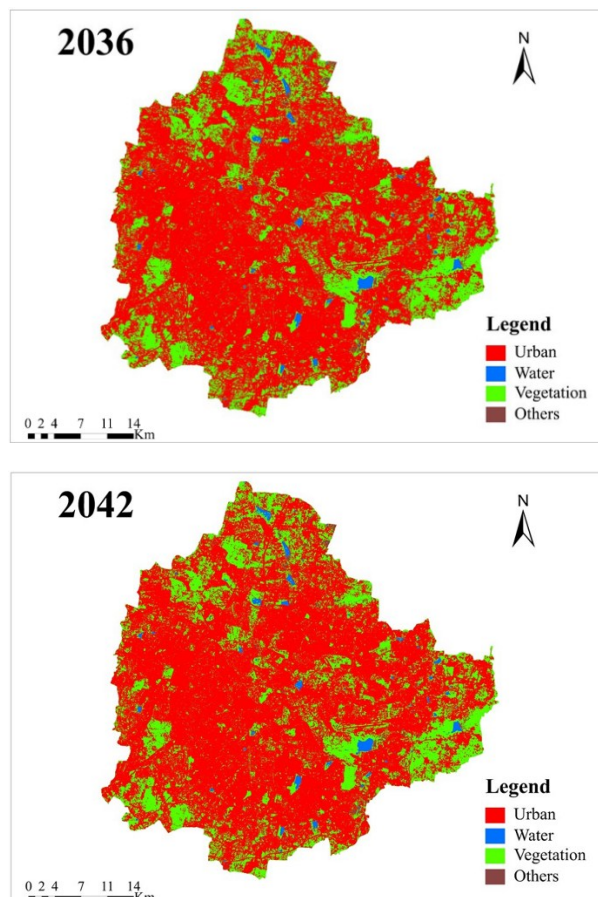 2036
N
Legend
Urban
Water
Vegetation
Others
0 2 4 7 11 14
Km
2042
N
Legend
Urban
Water
Vegetation
Others
0 2 4 7 11 14
Km